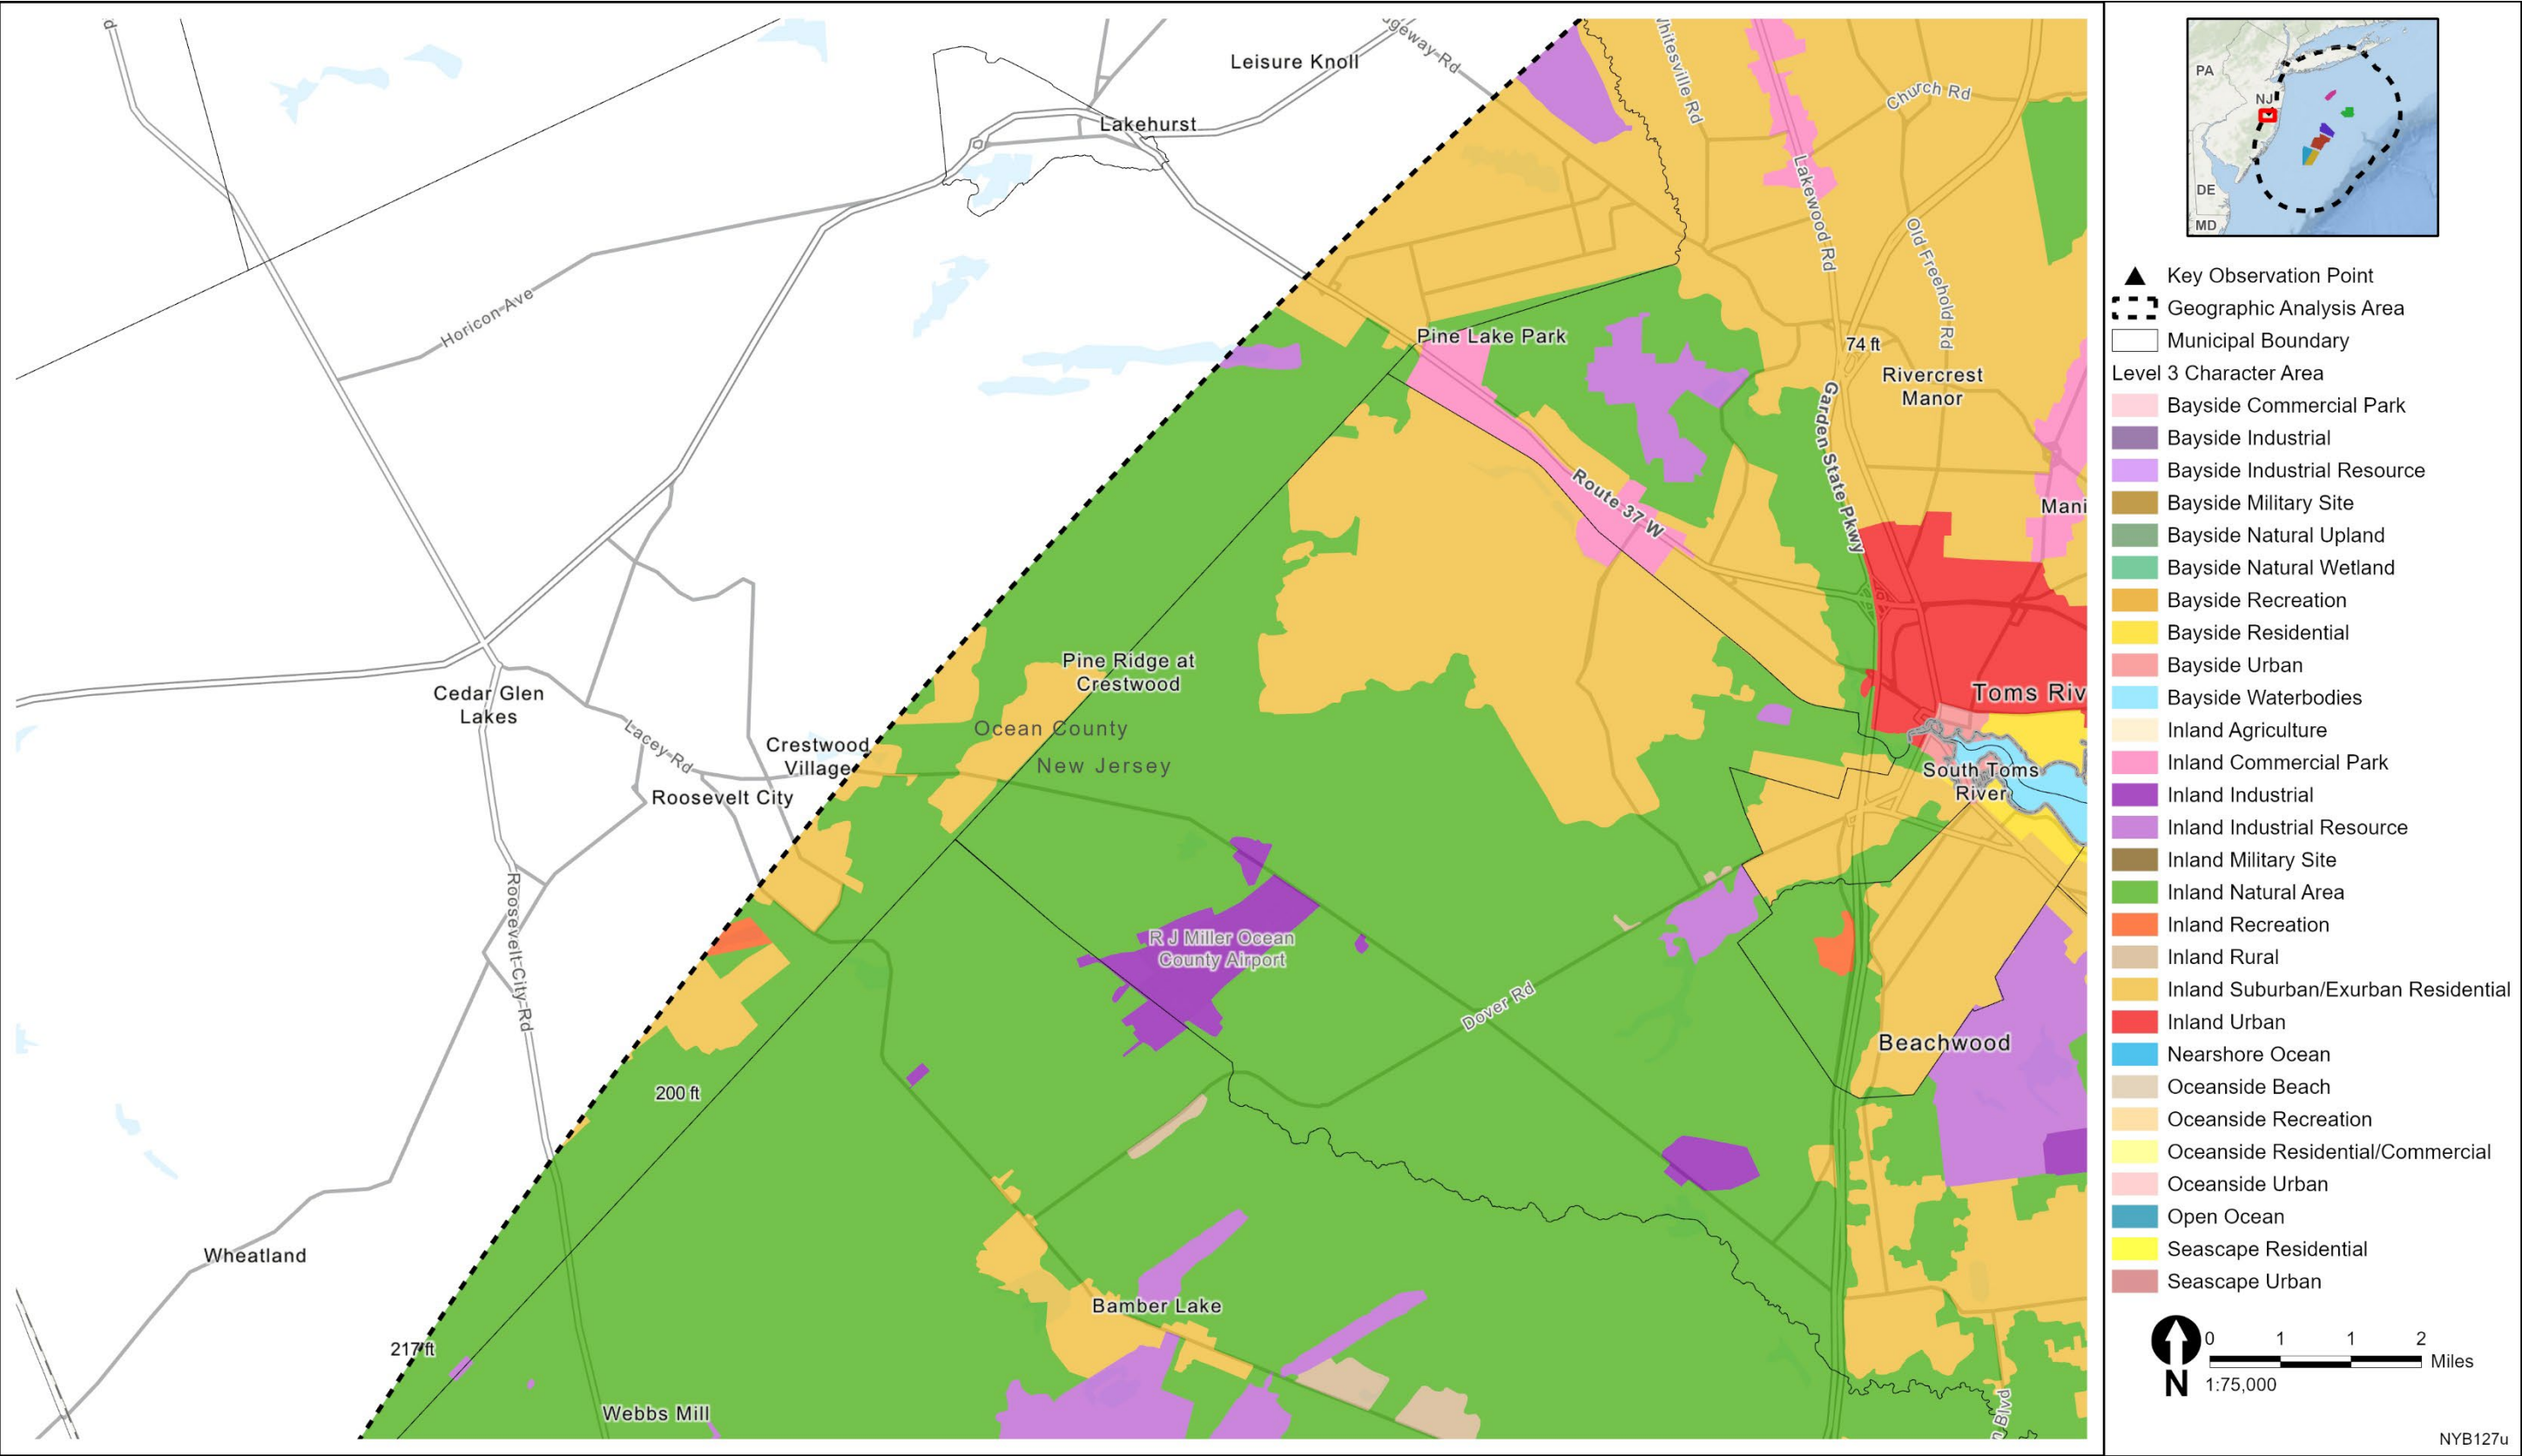 Leisure Knoll
Lakehurst
Horicon Ave
Whitesville Rd
Church Rd
Lakewood Rd
Old Freehold Rd
Pine Lake Park
74 ft
Rivercrest
Manor
Garden State Pkwy
Route 37 W
Mani
Toms Riv
South Toms
River
Pine Ridge at
Crestwood
Ocean County
New Jersey
Cedar Glen
Lakes
Lacey Rd
Crestwood
Village
Roosevelt City
Roosevelt City Rd
R J Miller Ocean
County Airport
Dover Rd
Beachwood
200 ft
Wheatland
217 ft
Bamber Lake
Webbs Mill
Blvd
PA
NJ
DE
MD
Key Observation Point
Geographic Analysis Area
Municipal Boundary
Level 3 Character Area
Bayside Commercial Park
Bayside Industrial
Bayside Industrial Resource
Bayside Military Site
Bayside Natural Upland
Bayside Natural Wetland
Bayside Recreation
Bayside Residential
Bayside Urban
Bayside Waterbodies
Inland Agriculture
Inland Commercial Park
Inland Industrial
Inland Industrial Resource
Inland Military Site
Inland Natural Area
Inland Recreation
Inland Rural
Inland Suburban/Exurban Residential
Inland Urban
Nearshore Ocean
Oceanside Beach
Oceanside Recreation
Oceanside Residential/Commercial
Oceanside Urban
Open Ocean
Seascape Residential
Seascape Urban
N
0 1 1 2
Miles
1:75,000
NYB127u